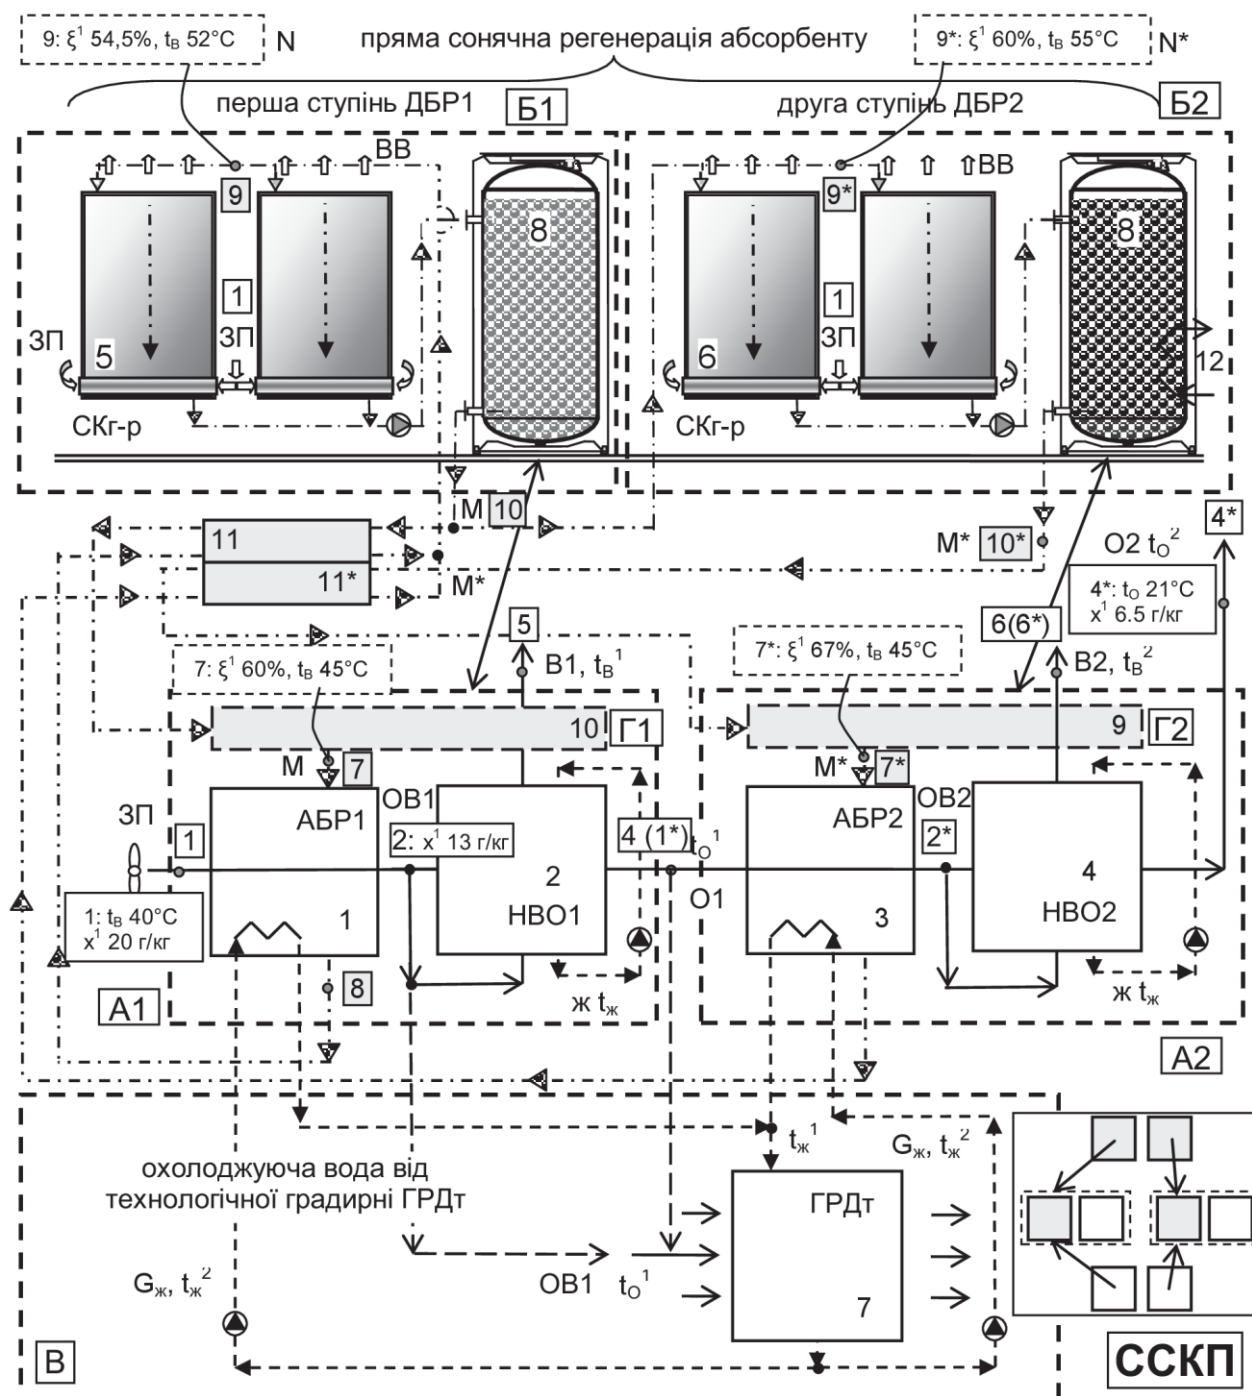 9: ξ¹ 54,5%, tв 52°C
N
пряма сонячна регенерація абсорбенту
9*: ξ¹ 60%, tв 55°C
N*
перша ступінь ДБР1
Б1
друга ступінь ДБР2
Б2
ВВ
9
8
ВВ
9*
8
1
ЗП
ЗП
5
СКг-р
1
ЗП
6
СКг-р
12
М
10
11
11*
М*
М*
10*
О2 tо²
4*
4*: tо 21°C
x¹ 6.5 г/кг
5
В1, tв¹
6(6*)
В2, tв²
7: ξ¹ 60%, tв 45°C
7*: ξ¹ 67%, tв 45°C
10
Г1
9
Г2
М
7
М*
7*
ЗП
1
АБР1
ОВ1
2: x¹ 13 г/кг
4 (1*)
tо¹
АБР2
ОВ2
2*
1: tв 40°C
x¹ 20 г/кг
1
2
НВО1
О1
3
4
НВО2
8
ж tж
ж tж
А1
А2
охолоджуюча вода від
технологічної градирні ГРДт
tж¹
Gж, tж²
ГРДт
Gж, tж²
ОВ1
tо¹
7
В
ССКП